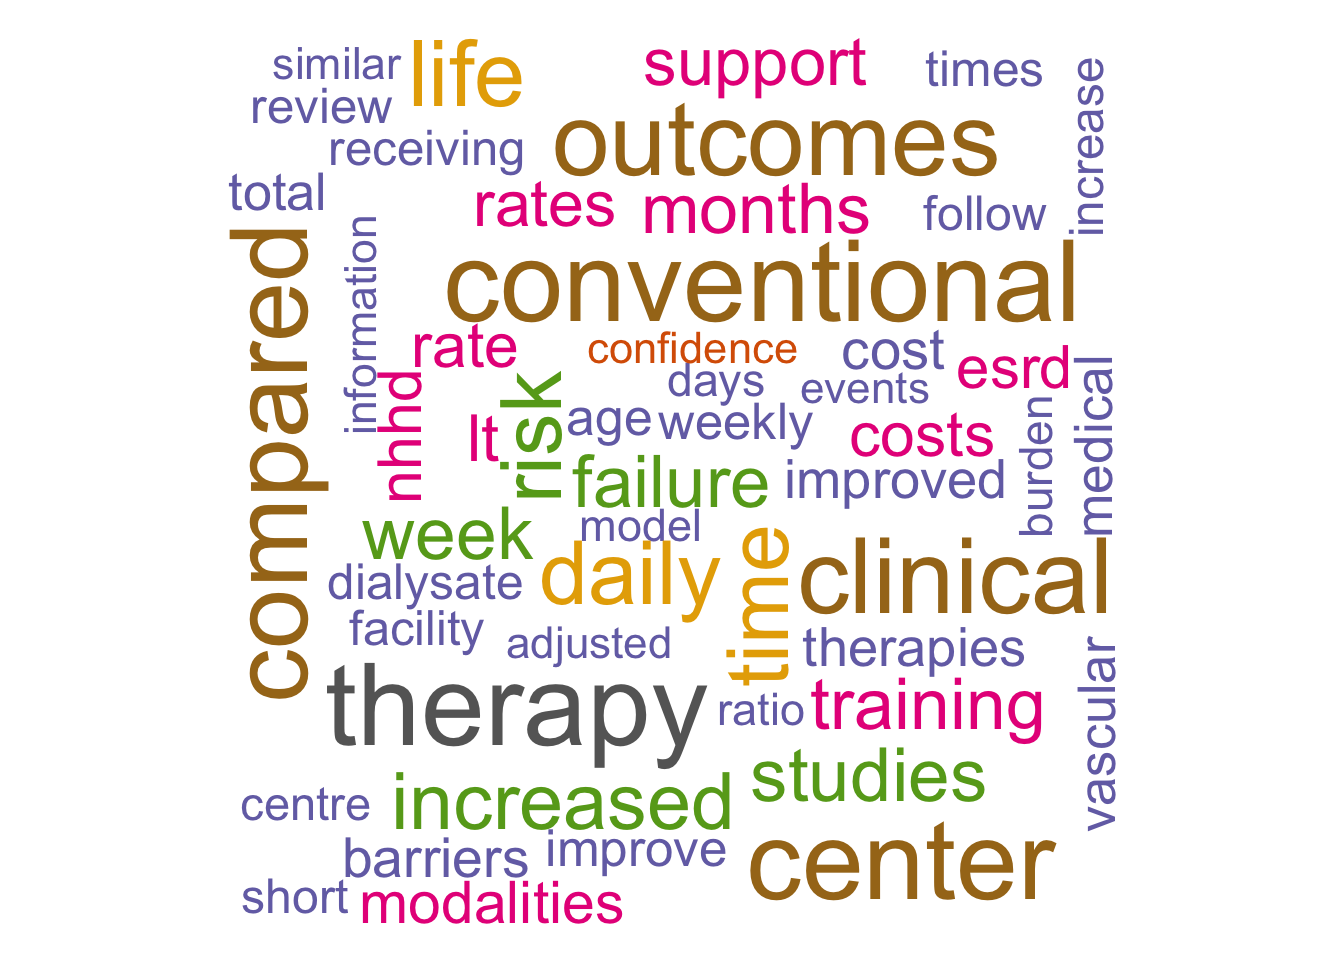 similar
life
support
times
review
increase
receiving
outcomes
total
rates
months
follow
compared
information
conventional
rate
confidence
cost
esrd
medical
days
events
nhhd
lt
risk
age
weekly
costs
burden
failure
improved
week
model
daily
time
clinical
dialysate
facility
adjusted
therapies
vascular
therapy
ratio
training
studies
increased
centre
barriers
improve
center
short
modalities